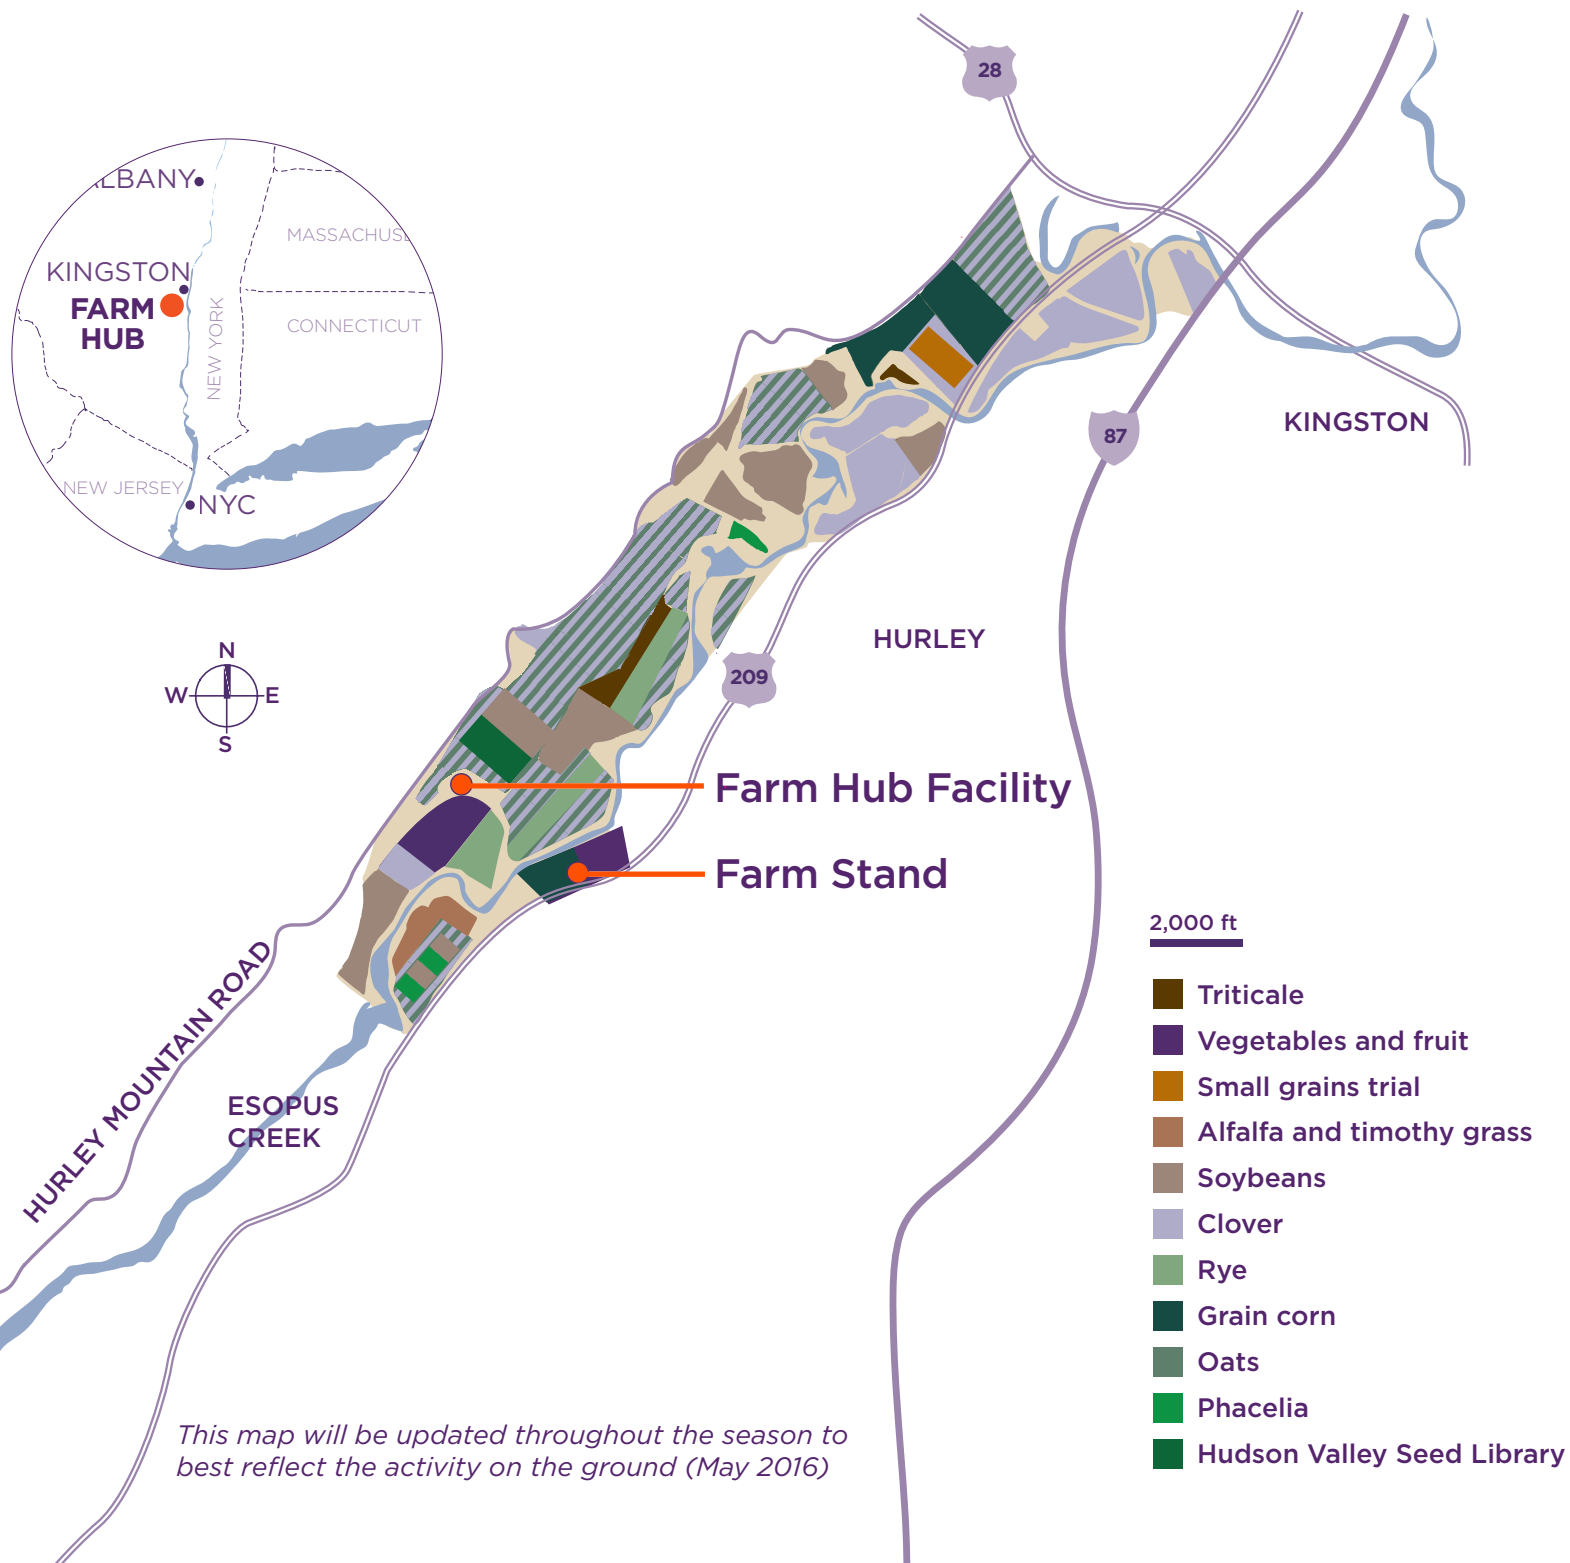 28
ALBANY
MASSACHUSE
KINGSTON
FARM
HUB
NEW YORK
CONNECTICUT
NEW JERSEY
NYC
KINGSTON
87
N
W
E
S
HURLEY
209
Farm Hub Facility
Farm Stand
HURLEY MOUNTAIN ROAD
ESOPUS
CREEK
2,000 ft
Triticale
Vegetables and fruit
Small grains trial
Alfalfa and timothy grass
Soybeans
Clover
Rye
Grain corn
Oats
Phacelia
Hudson Valley Seed Library
This map will be updated throughout the season to
best reflect the activity on the ground (May 2016)